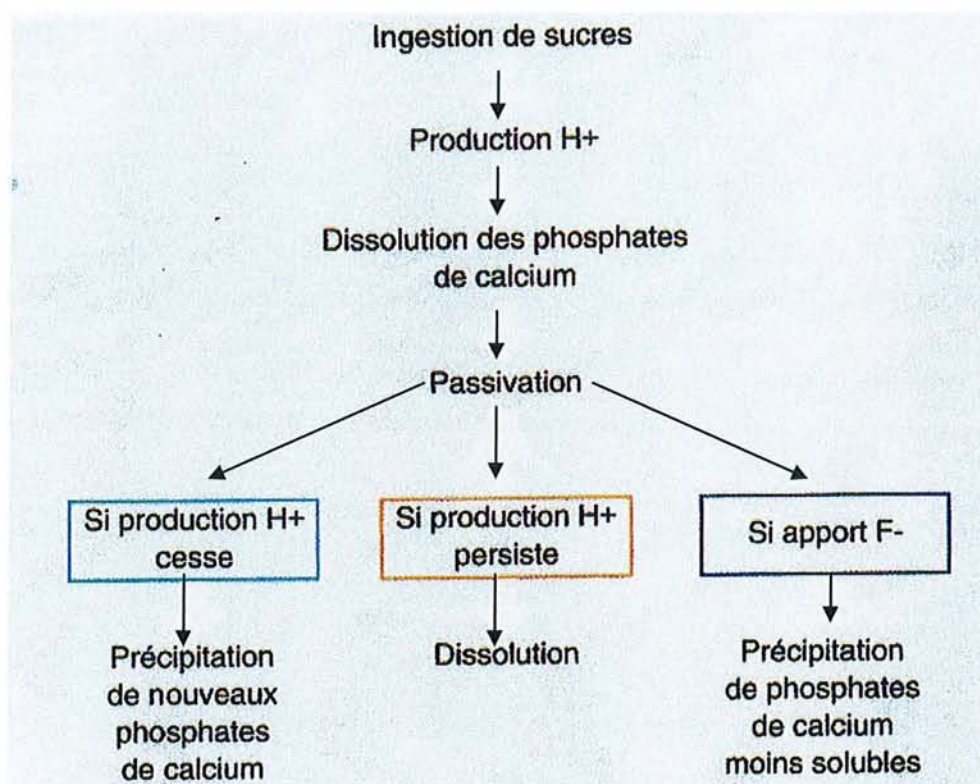 Ingestion de sucres
Production H+
Dissolution des phosphates
de calcium
Passivation
Si production H+
cesse
Si production H+
persiste
Si apport F-
Précipitation
de nouveaux
phosphates
de calcium
Dissolution
Précipitation
de phosphates
de calcium
moins solubles